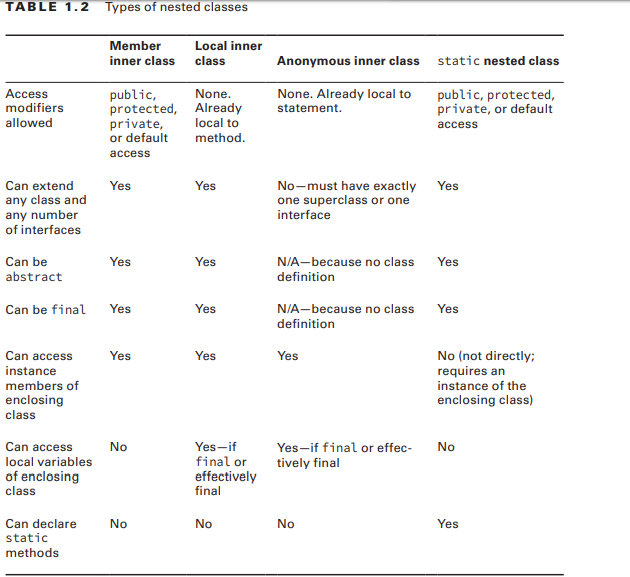 TABLE 1.2 Types of nested classes
Member inner class
Local inner class
Anonymous inner class
static nested class
Access modifiers allowed
public, protected, private, or default access
None. Already local to method.
None. Already local to statement.
public, protected, private, or default access
Can extend any class and any number of interfaces
Yes
Yes
No—must have exactly one superclass or one interface
Yes
Can be abstract
Yes
Yes
N/A—because no class definition
Yes
Can be final
Yes
Yes
N/A—because no class definition
Yes
Can access instance members of enclosing class
Yes
Yes
Yes
No (not directly; requires an instance of the enclosing class)
Can access local variables of enclosing class
No
Yes—if final or effectively final
Yes—if final or effec-
tively final
No
Can declare static methods
No
No
No
Yes